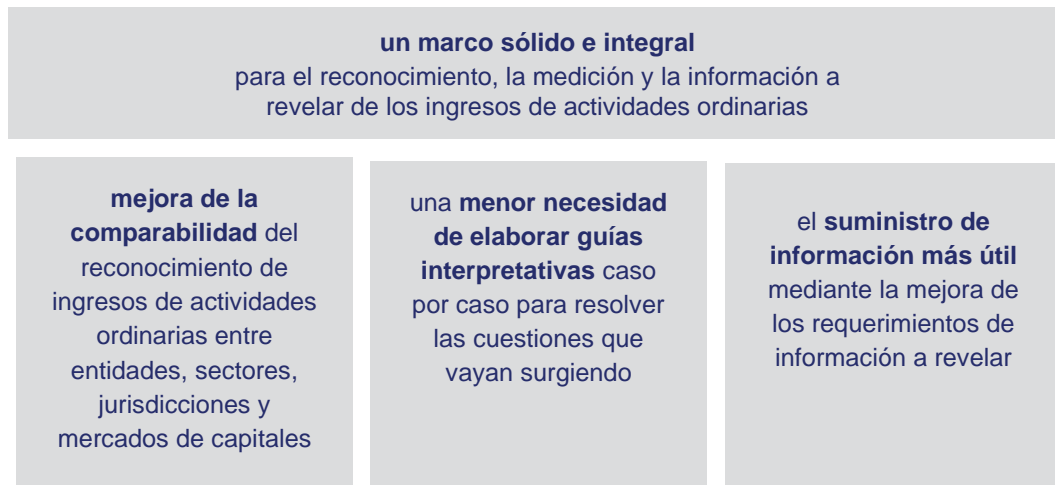 un marco sólido e integral
para el reconocimiento, la medición y la información a
revelar de los ingresos de actividades ordinarias
mejora de la
comparabilidad del
reconocimiento de
ingresos de actividades
ordinarias entre
entidades, sectores,
jurisdicciones y
mercados de capitales
una menor necesidad
de elaborar guías
interpretativas caso
por caso para resolver
las cuestiones que
vayan surgiendo
el suministro de
información más útil
mediante la mejora de
los requerimientos de
información a revelar